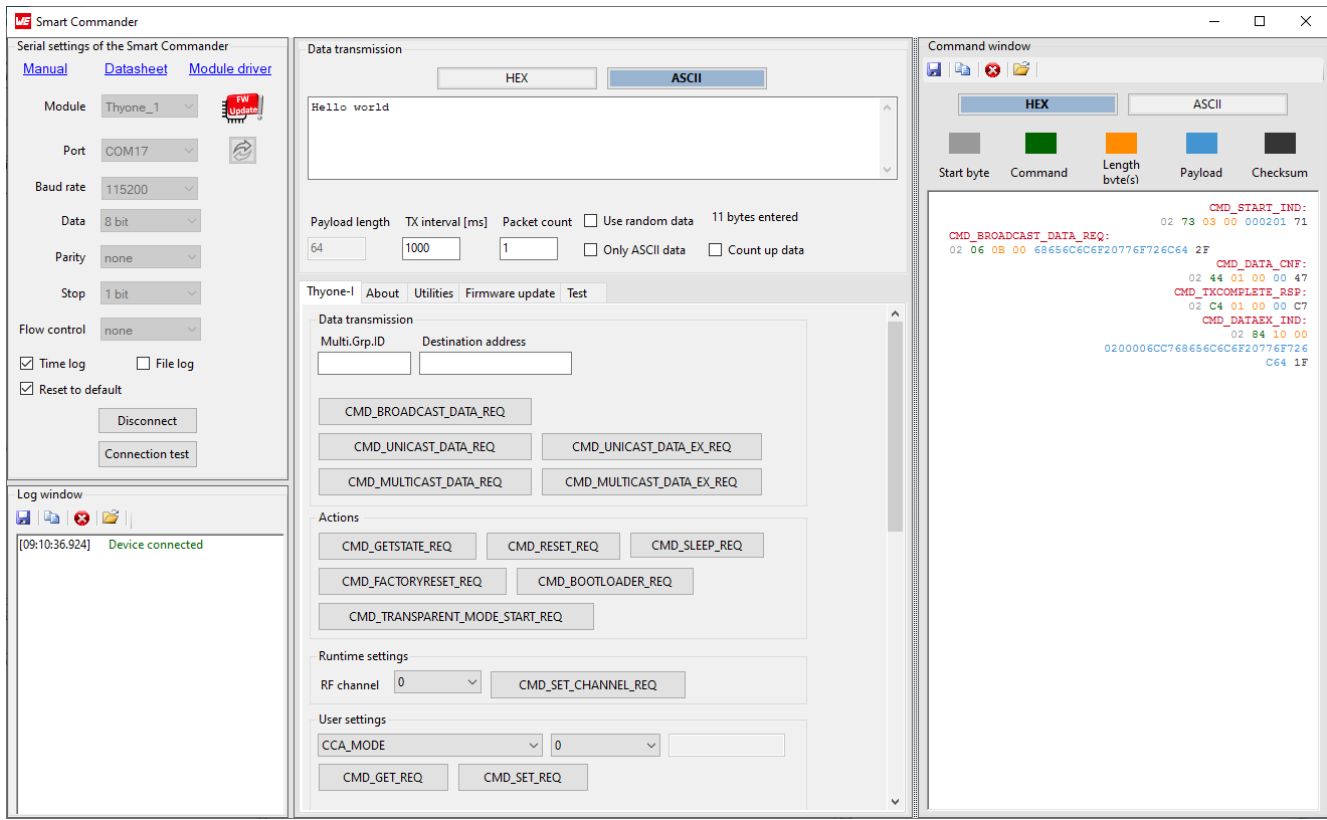 WE Smart Commander
Serial settings of the Smart Commander
Manual Datasheet Module driver
Module Thyone_1 FW Update!
Port COM17
Baud rate 115200
Data 8 bit
Parity none
Stop 1 bit
Flow control none
Time log File log
Reset to default
Disconnect
Connection test
Log window
[09:10:36.924] Device connected
Data transmission
HEX ASCII
Hello world
Payload length TX interval [ms] Packet count Use random data 11 bytes entered
64 1000 1 Only ASCII data Count up data
Thyone-I About Utilities Firmware update Test
Data transmission
Multi.Grp.ID Destination address
CMD_BROADCAST_DATA_REQ
CMD_UNICAST_DATA_REQ CMD_UNICAST_DATA_EX_REQ
CMD_MULTICAST_DATA_REQ CMD_MULTICAST_DATA_EX_REQ
Actions
CMD_GETSTATE_REQ CMD_RESET_REQ CMD_SLEEP_REQ
CMD_FACTORYRESET_REQ CMD_BOOTLOADER_REQ
CMD_TRANSPARENT_MODE_START_REQ
Runtime settings
RF channel 0 CMD_SET_CHANNEL_REQ
User settings
CCA_MODE 0
CMD_GET_REQ CMD_SET_REQ
Command window
HEX ASCII
Start byte Command Length byte(s) Payload Checksum
CMD_START_IND:
02 73 03 00 000201 71
CMD_BROADCAST_DATA_REQ:
02 06 0B 00 68656C6C6F20776F726C64 2F
CMD_DATA_CNF:
02 44 01 00 00 47
CMD_TXCOMPLETE_RSP:
02 C4 01 00 00 C7
CMD_DATAEX_IND:
02 84 10 00
0200006CC768656C6C6F20776F726
C64 1F